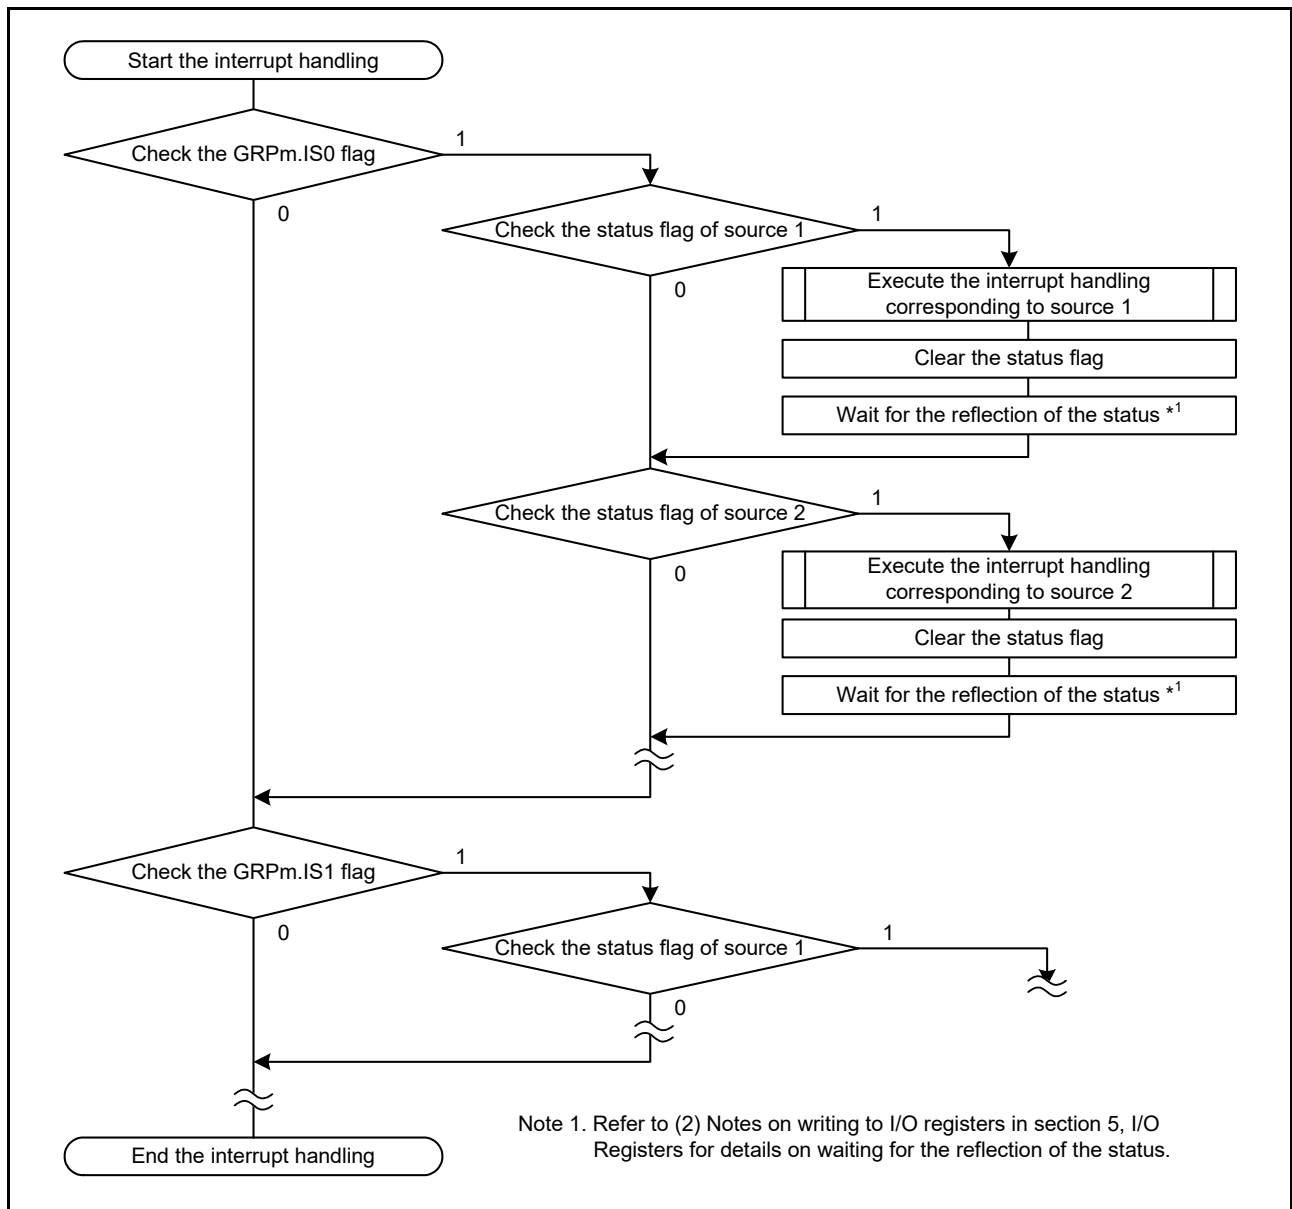 Start the interrupt handling
Check the GRPm.IS0 flag
1
0
Check the status flag of source 1
1
0
Execute the interrupt handling
corresponding to source 1
Clear the status flag
Wait for the reflection of the status *1
Check the status flag of source 2
1
0
Execute the interrupt handling
corresponding to source 2
Clear the status flag
Wait for the reflection of the status *1
Check the GRPm.IS1 flag
1
0
Check the status flag of source 1
1
0
Note 1. Refer to (2) Notes on writing to I/O registers in section 5, I/O
Registers for details on waiting for the reflection of the status.
End the interrupt handling